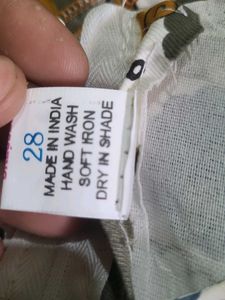 28
MADE IN INDIA
HAND WASH
SOFT IRON
DRY IN SHADE